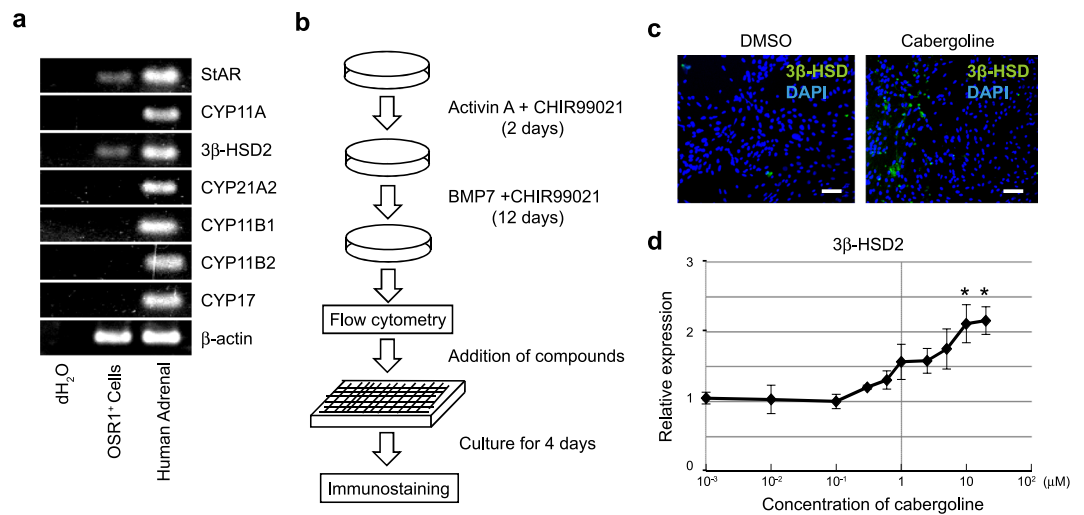 a
StAR
CYP11A
3β-HSD2
CYP21A2
CYP11B1
CYP11B2
CYP17
β-actin
dH₂O
OSR1⁺ Cells
Human Adrenal
b
Activin A + CHIR99021
(2 days)
BMP7 +CHIR99021
(12 days)
Flow cytometry
Addition of compounds
Culture for 4 days
Immunostaining
c
DMSO
Cabergoline
3β-HSD
DAPI
3β-HSD
DAPI
d
3β-HSD2
Relative expression
3
2
1
0
* *
10⁻³ 10⁻² 10⁻¹ 1 10 10² (μM)
Concentration of cabergoline